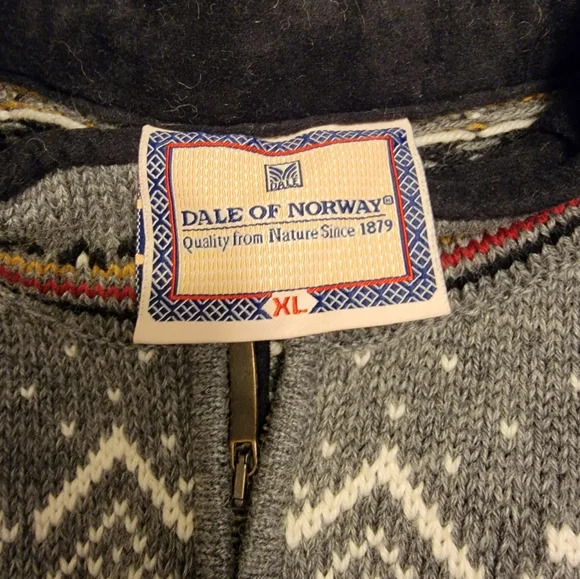 DALE
DALE OF NORWAY®
Quality from Nature Since 1879
XL